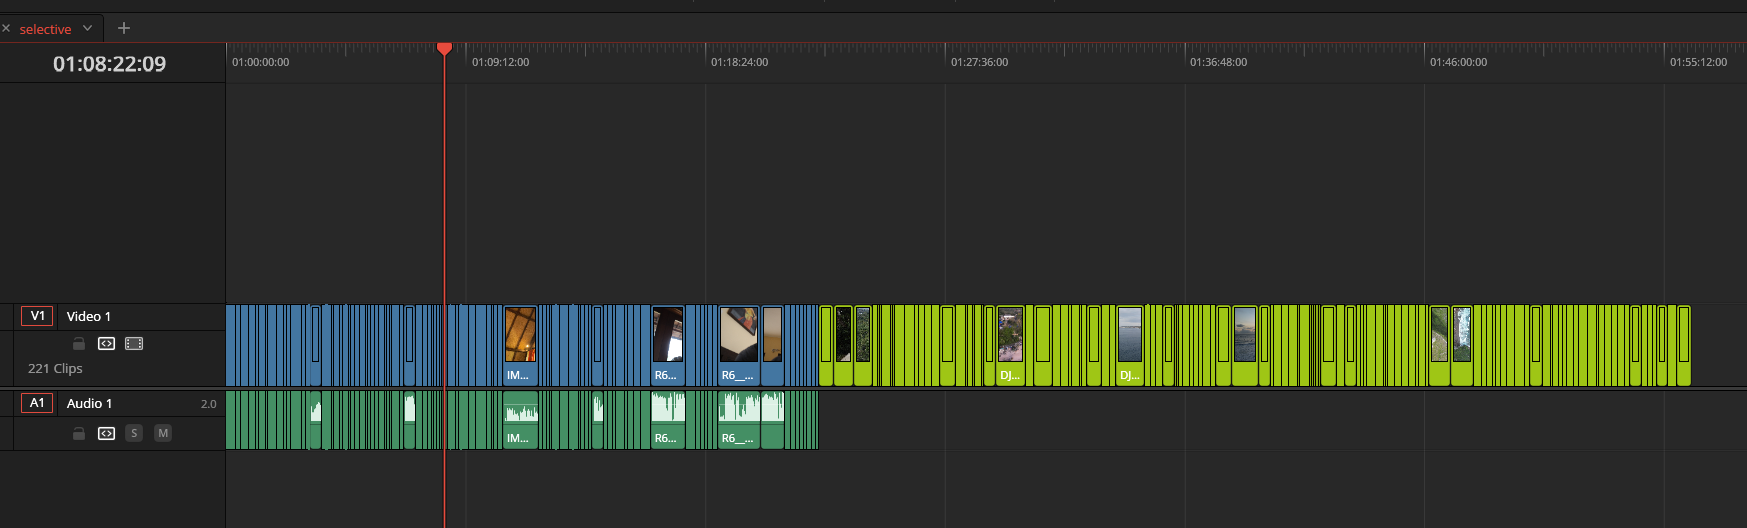 selective
01:08:22:09
01:00:00:00
01:09:12:00
01:18:24:00
01:27:36:00
01:36:48:00
01:46:00:00
01:55:12:00
V1 Video 1
221 Clips
IM...
R6...
R6__...
DJ...
DJ...
A1 Audio 1 2.0
S M
IM...
R6...
R6__...